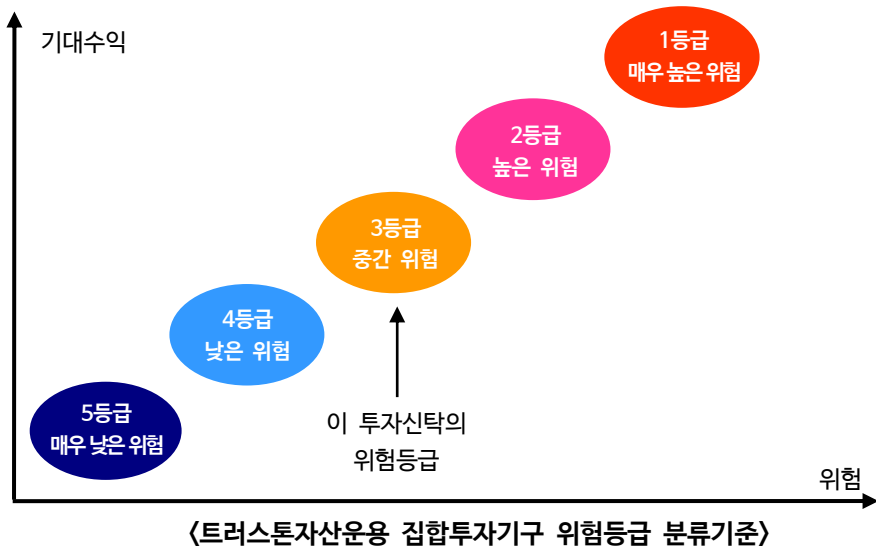 기대수익
1등급
매우 높은 위험
2등급
높은 위험
3등급
중간 위험
4등급
낮은 위험
5등급
매우 낮은 위험
이 투자신탁의
위험등급
위험
<트러스톤자산운용 집합투자기구 위험등급 분류기준>